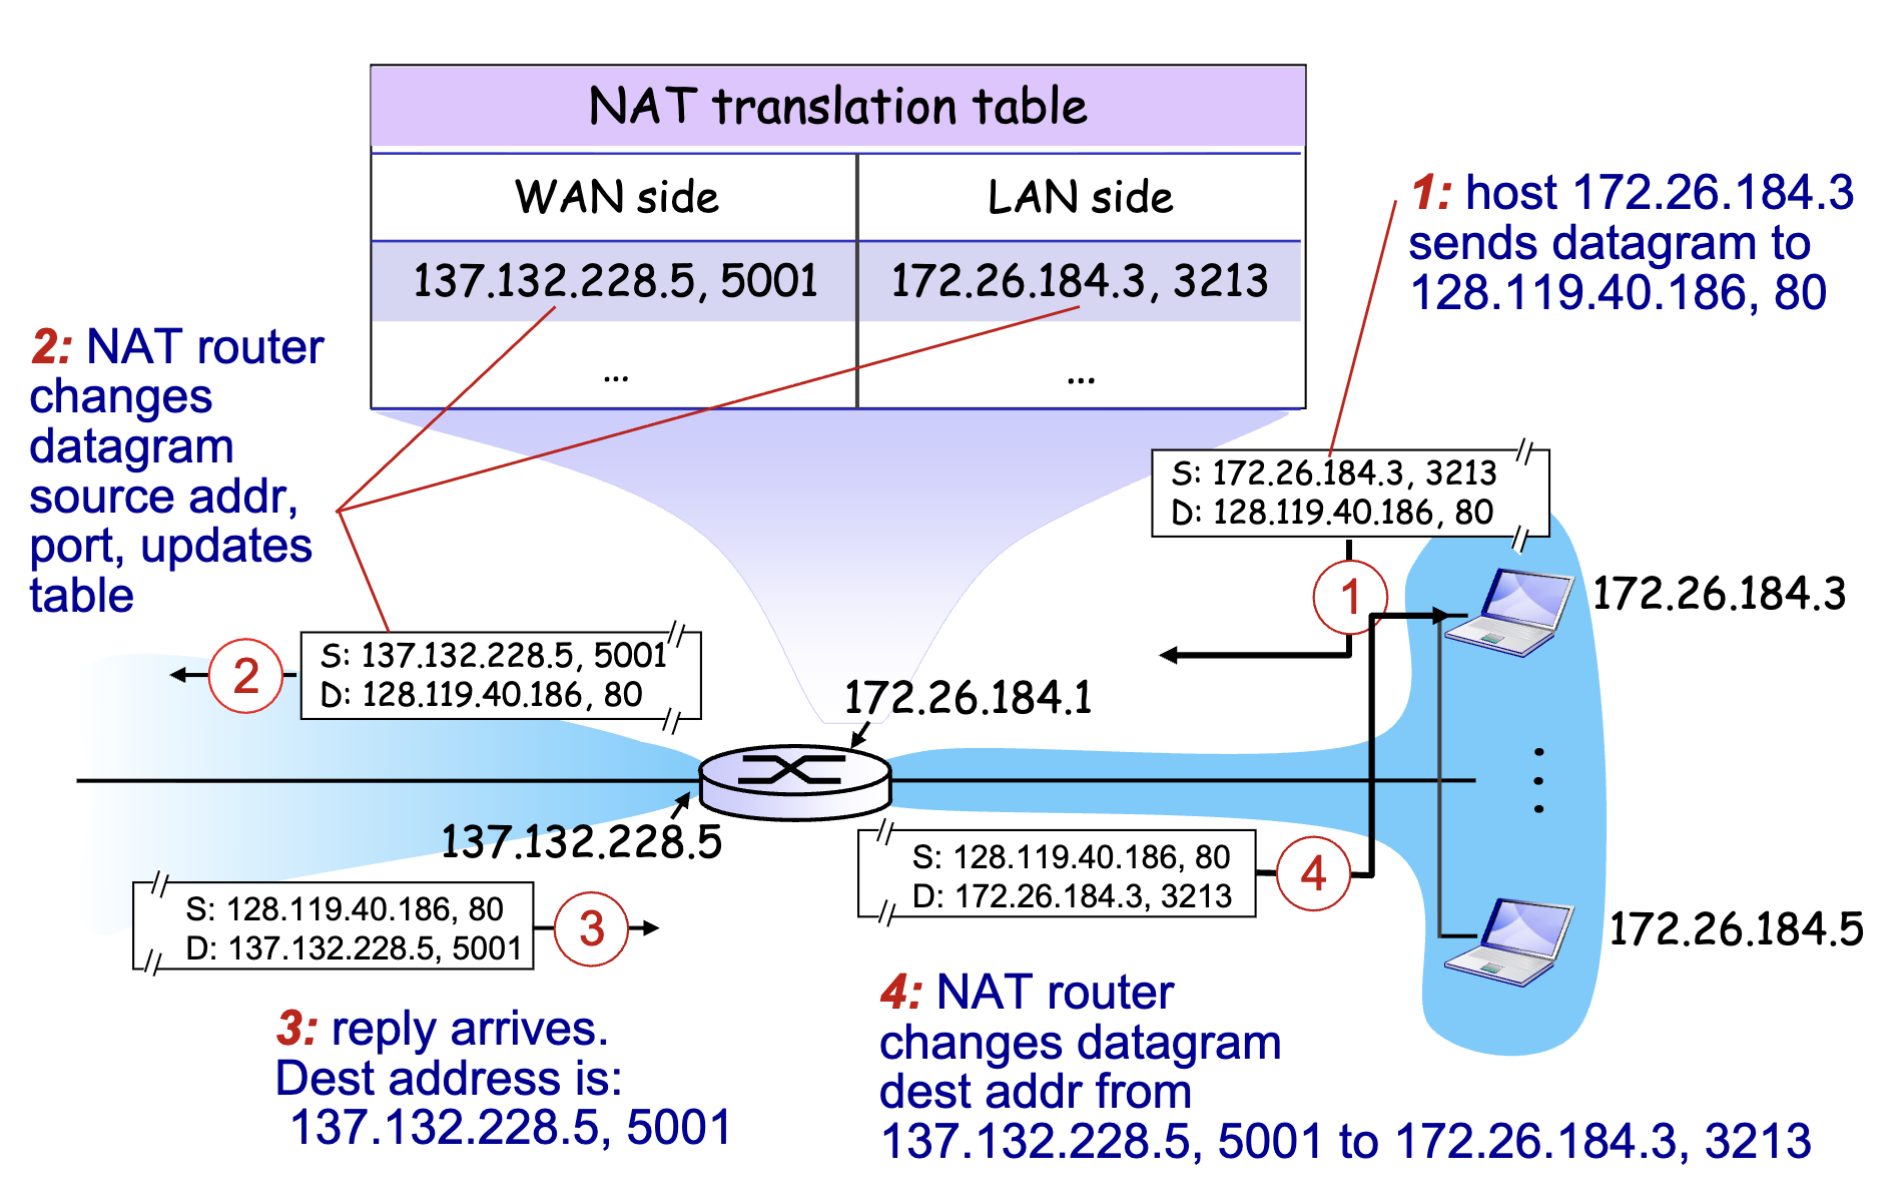 NAT translation table
WAN side
LAN side
137.132.228.5, 5001
172.26.184.3, 3213
...
...
1: host 172.26.184.3
sends datagram to
128.119.40.186, 80
2: NAT router
changes
datagram
source addr,
port, updates
table
S: 172.26.184.3, 3213
D: 128.119.40.186, 80
1
172.26.184.3
S: 137.132.228.5, 5001
D: 128.119.40.186, 80
2
172.26.184.1
137.132.228.5
S: 128.119.40.186, 80
D: 172.26.184.3, 3213
4
S: 128.119.40.186, 80
D: 137.132.228.5, 5001
3
172.26.184.5
3: reply arrives.
Dest address is:
137.132.228.5, 5001
4: NAT router
changes datagram
dest addr from
137.132.228.5, 5001 to 172.26.184.3, 3213